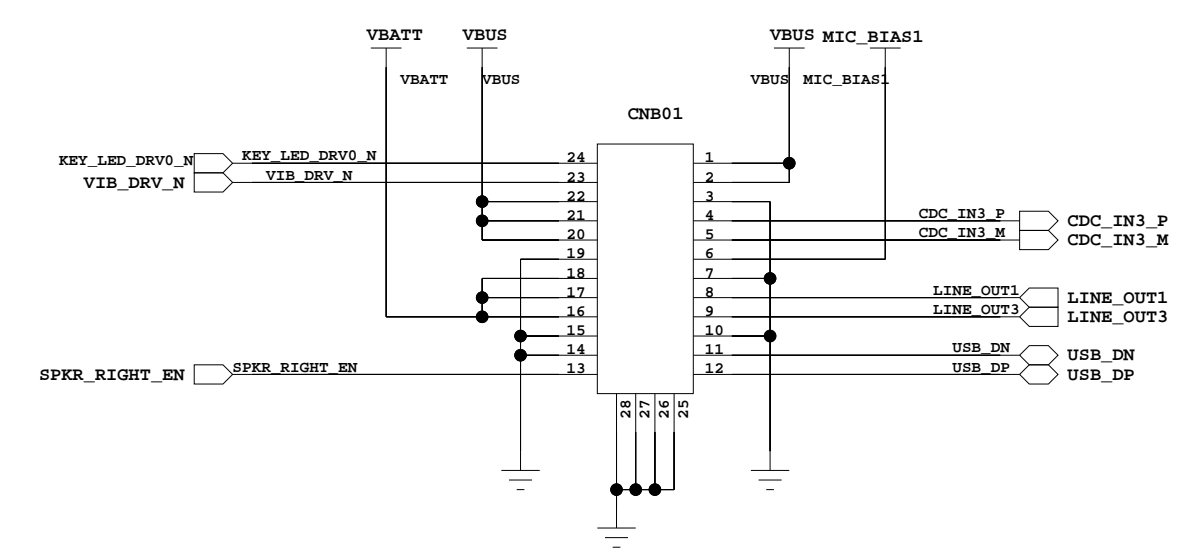 VBATT VBUS VBUS MIC_BIAS1
VBATT VBUS VBUS MIC_BIAS1
CNB01
KEY_LED_DRV0_N KEY_LED_DRV0_N 24 1
VIB_DRV_N VIB_DRV_N 23 2
22 3
21 4 CDC_IN3_P CDC_IN3_P
20 5 CDC_IN3_M CDC_IN3_M
19 6
18 7
17 8 LINE_OUT1 LINE_OUT1
16 9 LINE_OUT3 LINE_OUT3
15 10
14 11 USB_DN USB_DN
SPKR_RIGHT_EN SPKR_RIGHT_EN 13 12 USB_DP USB_DP
28 27 26 25